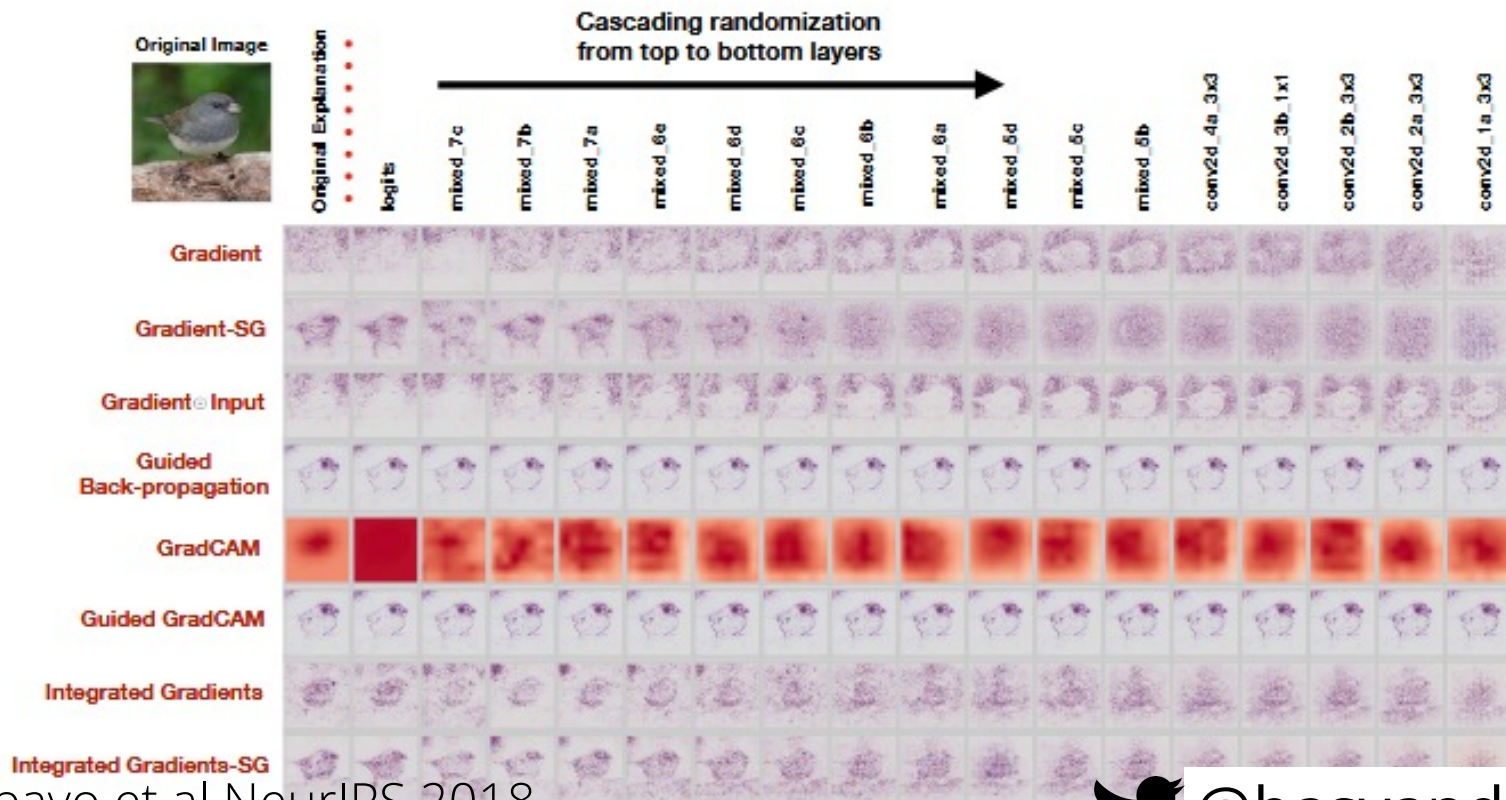 Cascading randomization
from top to bottom layers
Original Image
Original Explanation
logits
mixed_7c
mixed_7b
mixed_7a
mixed_6e
mixed_6d
mixed_6c
mixed_6b
mixed_6a
mixed_5d
mixed_5c
mixed_5b
conv2d_4a_3x3
conv2d_3b_1x1
conv2d_2b_3x3
conv2d_2a_3x3
conv2d_1a_3x3
Gradient
Gradient-SG
Gradient⊙Input
Guided
Back-propagation
GradCAM
Guided GradCAM
Integrated Gradients
Integrated Gradients-SG
et al NeurIPS 2018